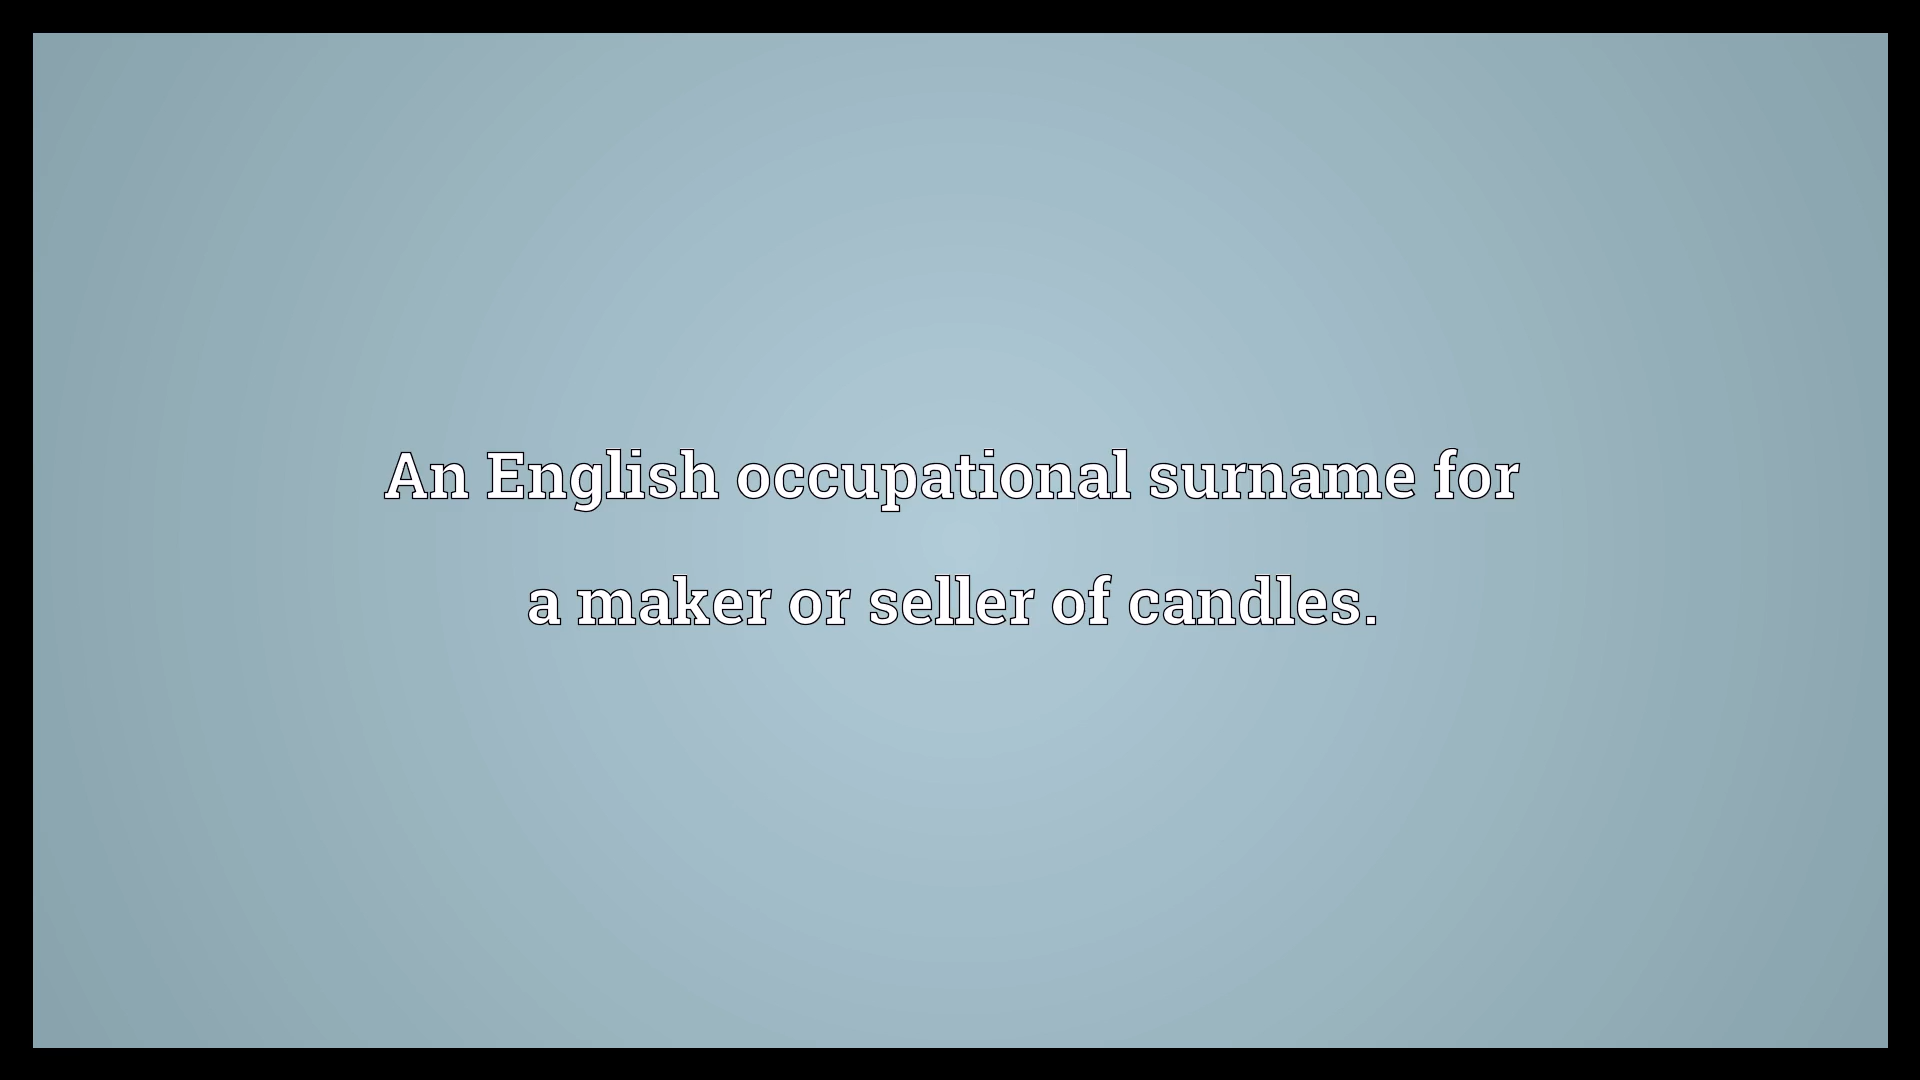 An English occupational surname for
a maker or seller of candles.